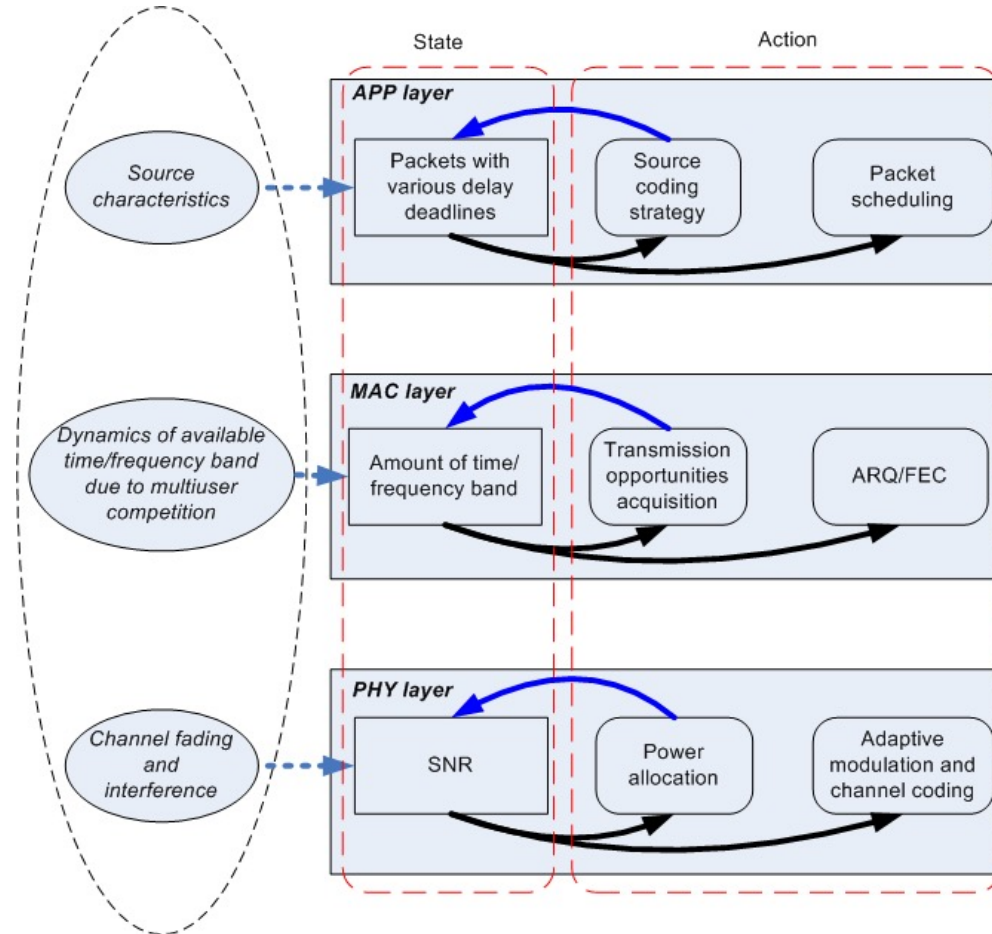 State
Action
APP layer
Source
characteristics
Packets with
various delay
deadlines
Source
coding
strategy
Packet
scheduling
MAC layer
Dynamics of available
time/frequency band
due to multiuser
competition
Amount of time/
frequency band
Transmission
opportunities
acquisition
ARQ/FEC
PHY layer
Channel fading
and
interference
SNR
Power
allocation
Adaptive
modulation and
channel coding